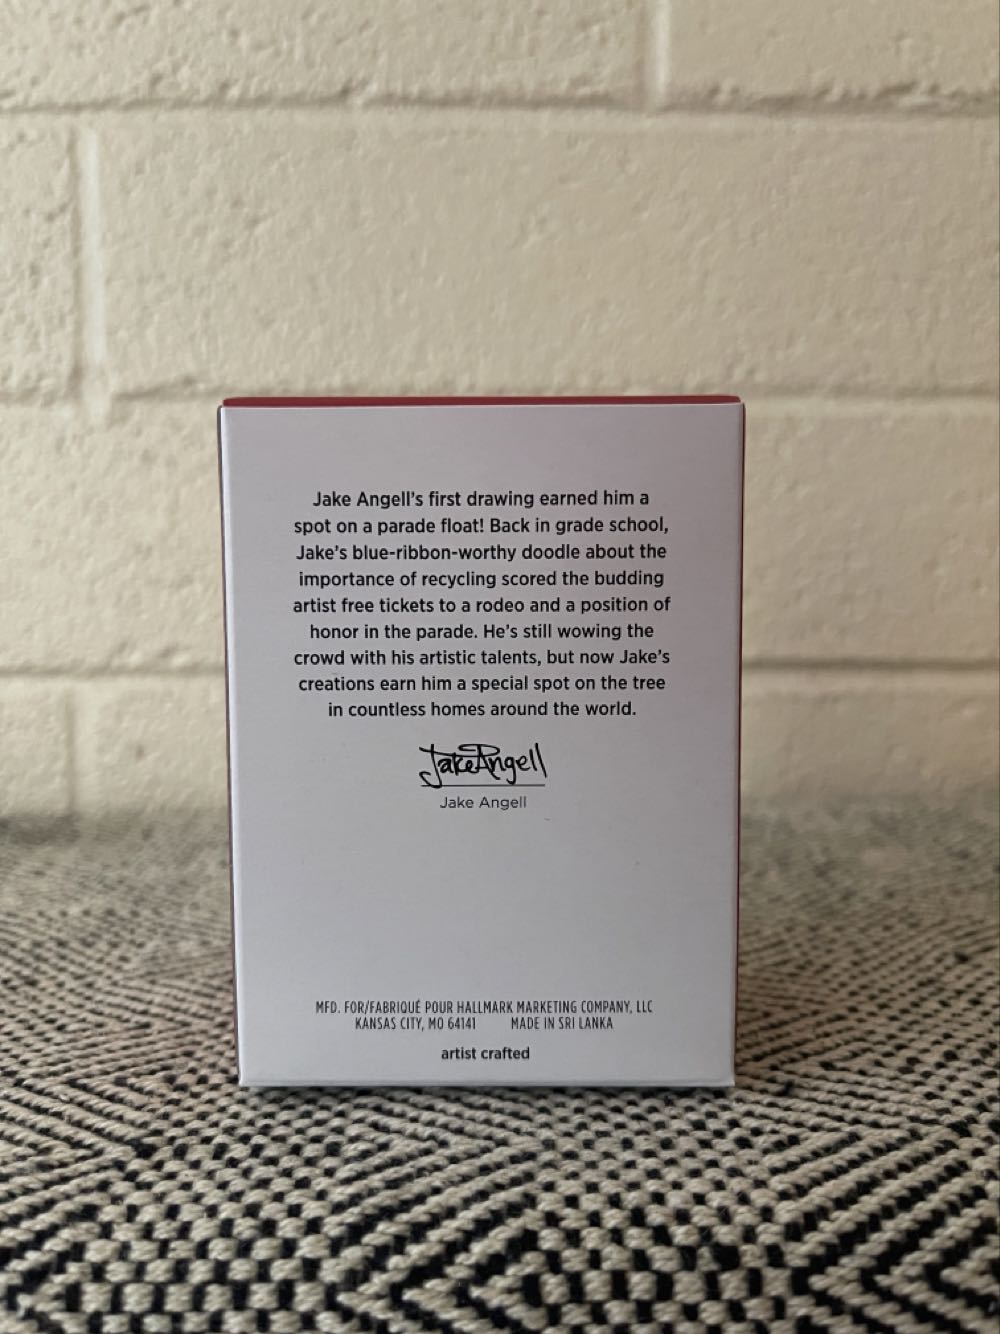 Jake Angell's first drawing earned him a
spot on a parade float! Back in grade school,
Jake's blue-ribbon-worthy doodle about the
importance of recycling scored the budding
artist free tickets to a rodeo and a position of
honor in the parade. He's still wowing the
crowd with his artistic talents, but now Jake's
creations earn him a special spot on the tree
in countless homes around the world.
Jake Angell
Jake Angell
MFD. FOR/FABRIQUÉ POUR HALLMARK MARKETING COMPANY, LLC
KANSAS CITY, MO 64141 MADE IN SRI LANKA
artist crafted